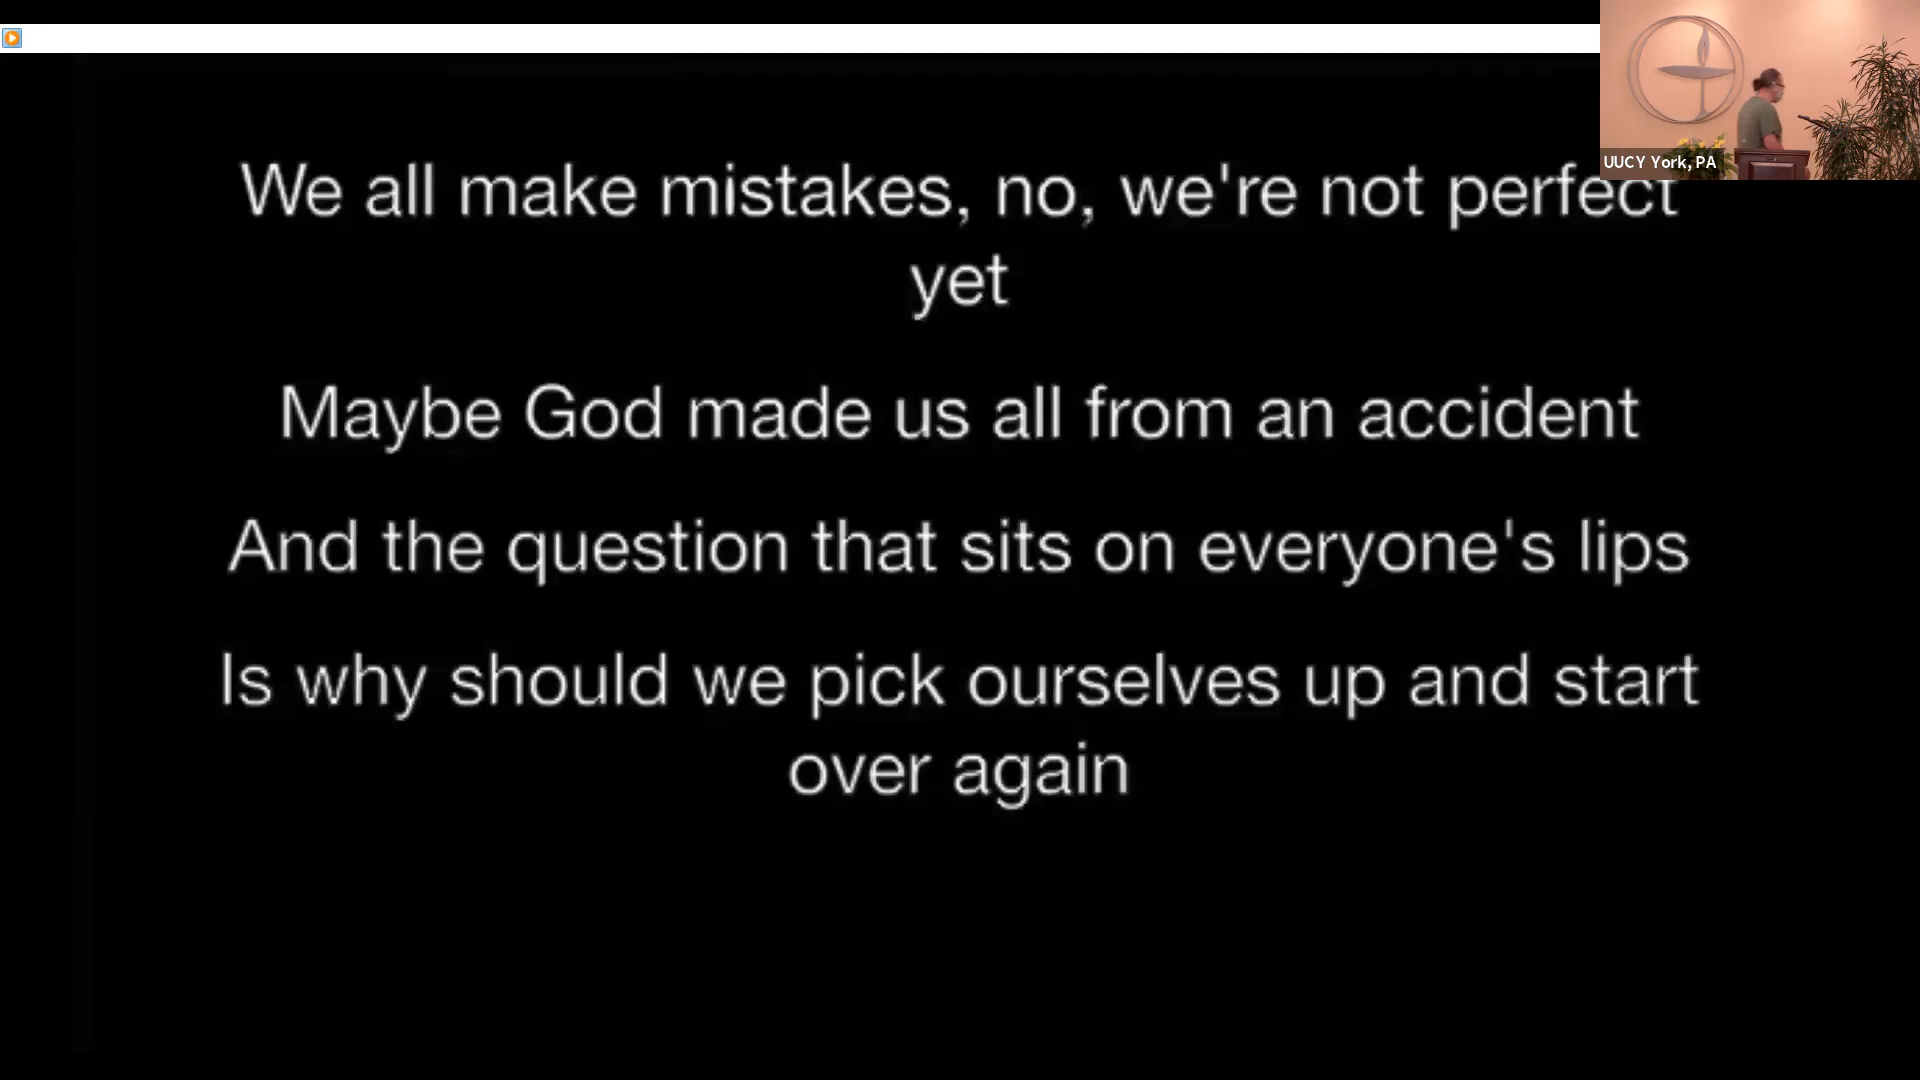 We all make mistakes, no, we're not perfect
yet
Maybe God made us all from an accident
And the question that sits on everyone's lips
Is why should we pick ourselves up and start
over again
UUCY York, PA